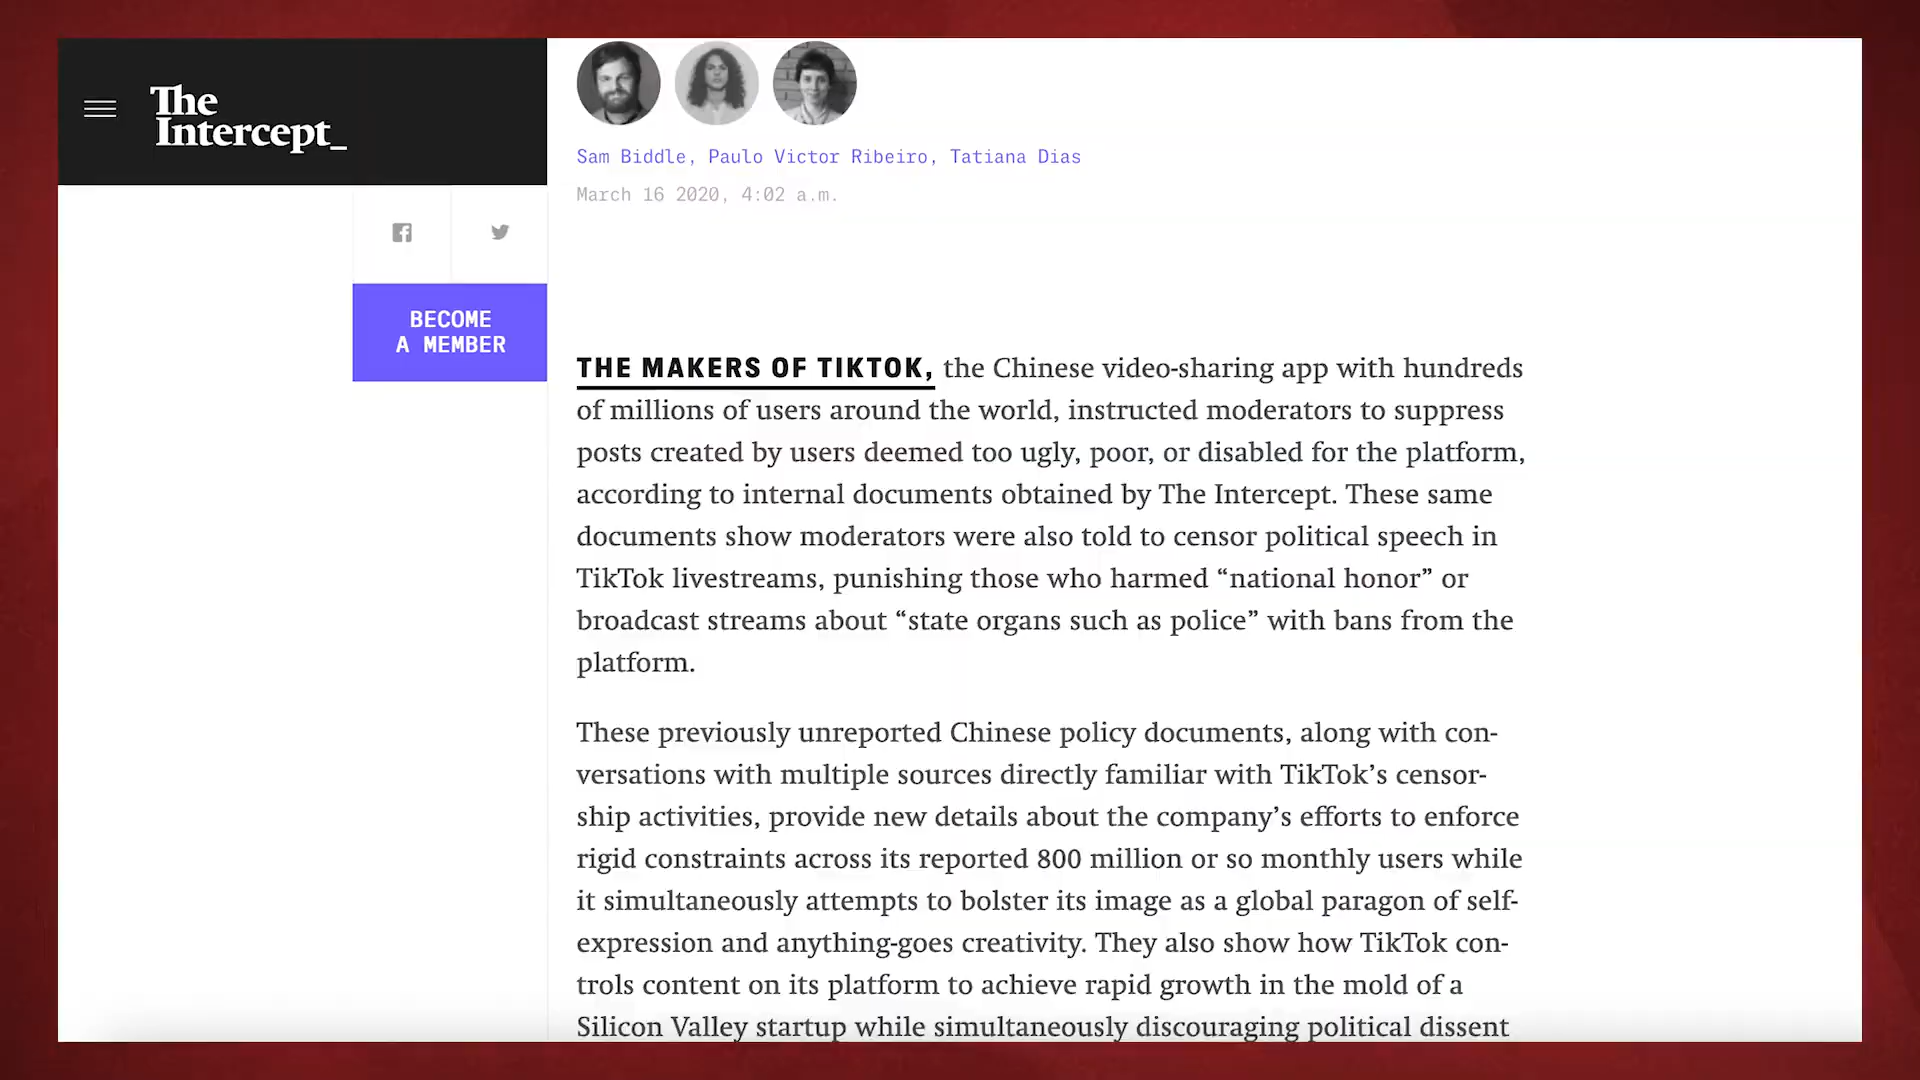 The
Intercept_
Sam Biddle, Paulo Victor Ribeiro, Tatiana Dias
March 16 2020, 4:02 a.m.
BECOME
A MEMBER
THE MAKERS OF TIKTOK, the Chinese video-sharing app with hundreds
of millions of users around the world, instructed moderators to suppress
posts created by users deemed too ugly, poor, or disabled for the platform,
according to internal documents obtained by The Intercept. These same
documents show moderators were also told to censor political speech in
TikTok livestreams, punishing those who harmed “national honor” or
broadcast streams about “state organs such as police” with bans from the
platform.
These previously unreported Chinese policy documents, along with con-
versations with multiple sources directly familiar with TikTok’s censor-
ship activities, provide new details about the company’s efforts to enforce
rigid constraints across its reported 800 million or so monthly users while
it simultaneously attempts to bolster its image as a global paragon of self-
expression and anything-goes creativity. They also show how TikTok con-
trols content on its platform to achieve rapid growth in the mold of a
Silicon Valley startup while simultaneously discouraging political dissent